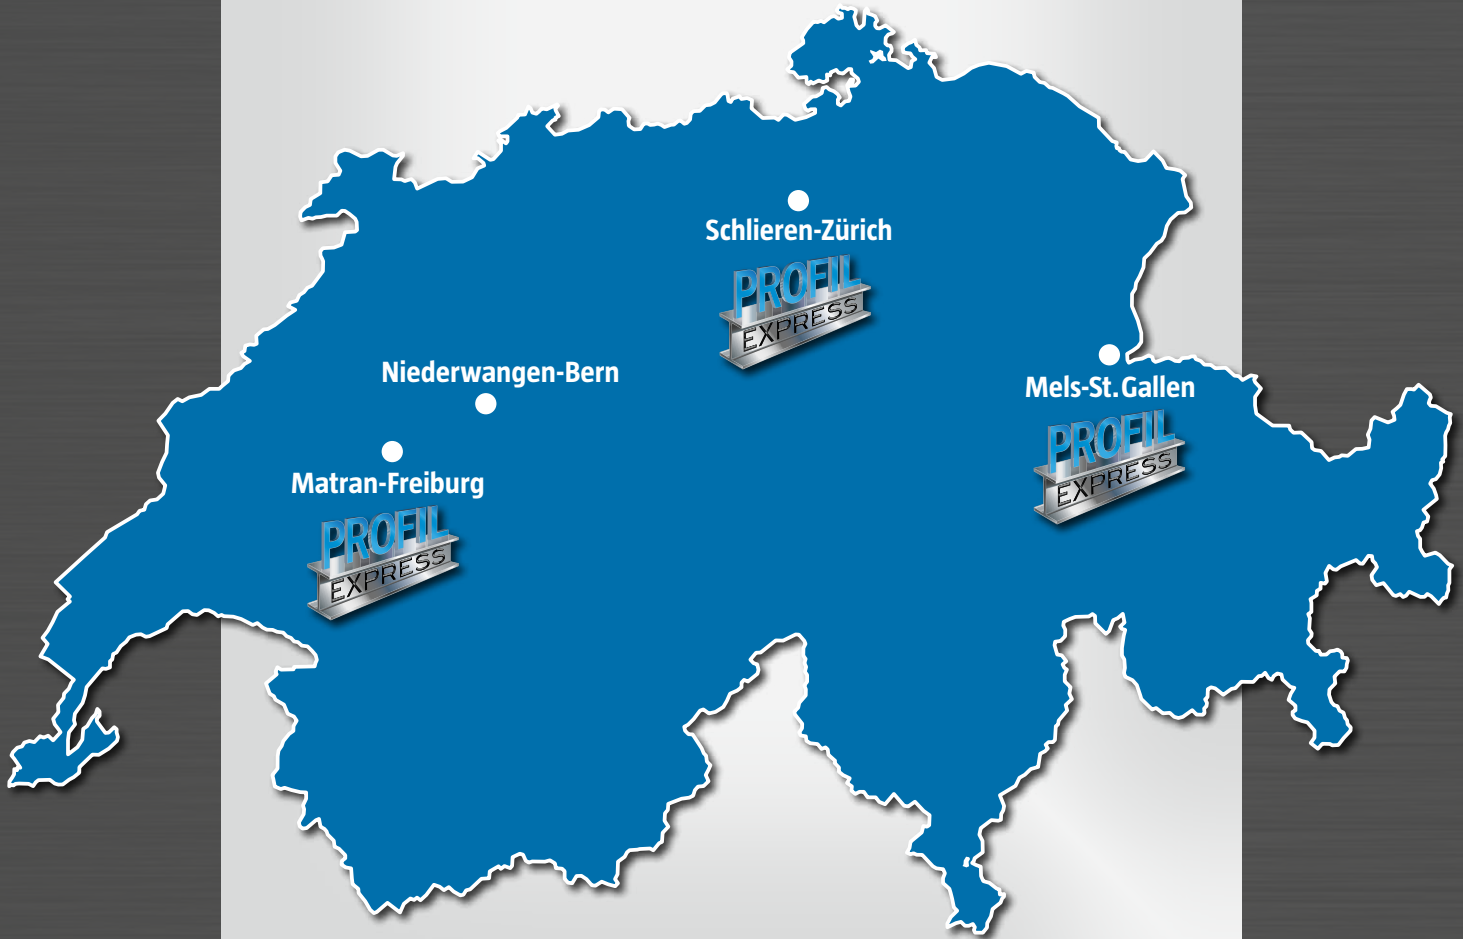 Schlieren-Zürich
PROFIL
EXPRESS
Niederwangen-Bern
Mels-St.Gallen
PROFIL
EXPRESS
Matran-Freiburg
PROFIL
EXPRESS